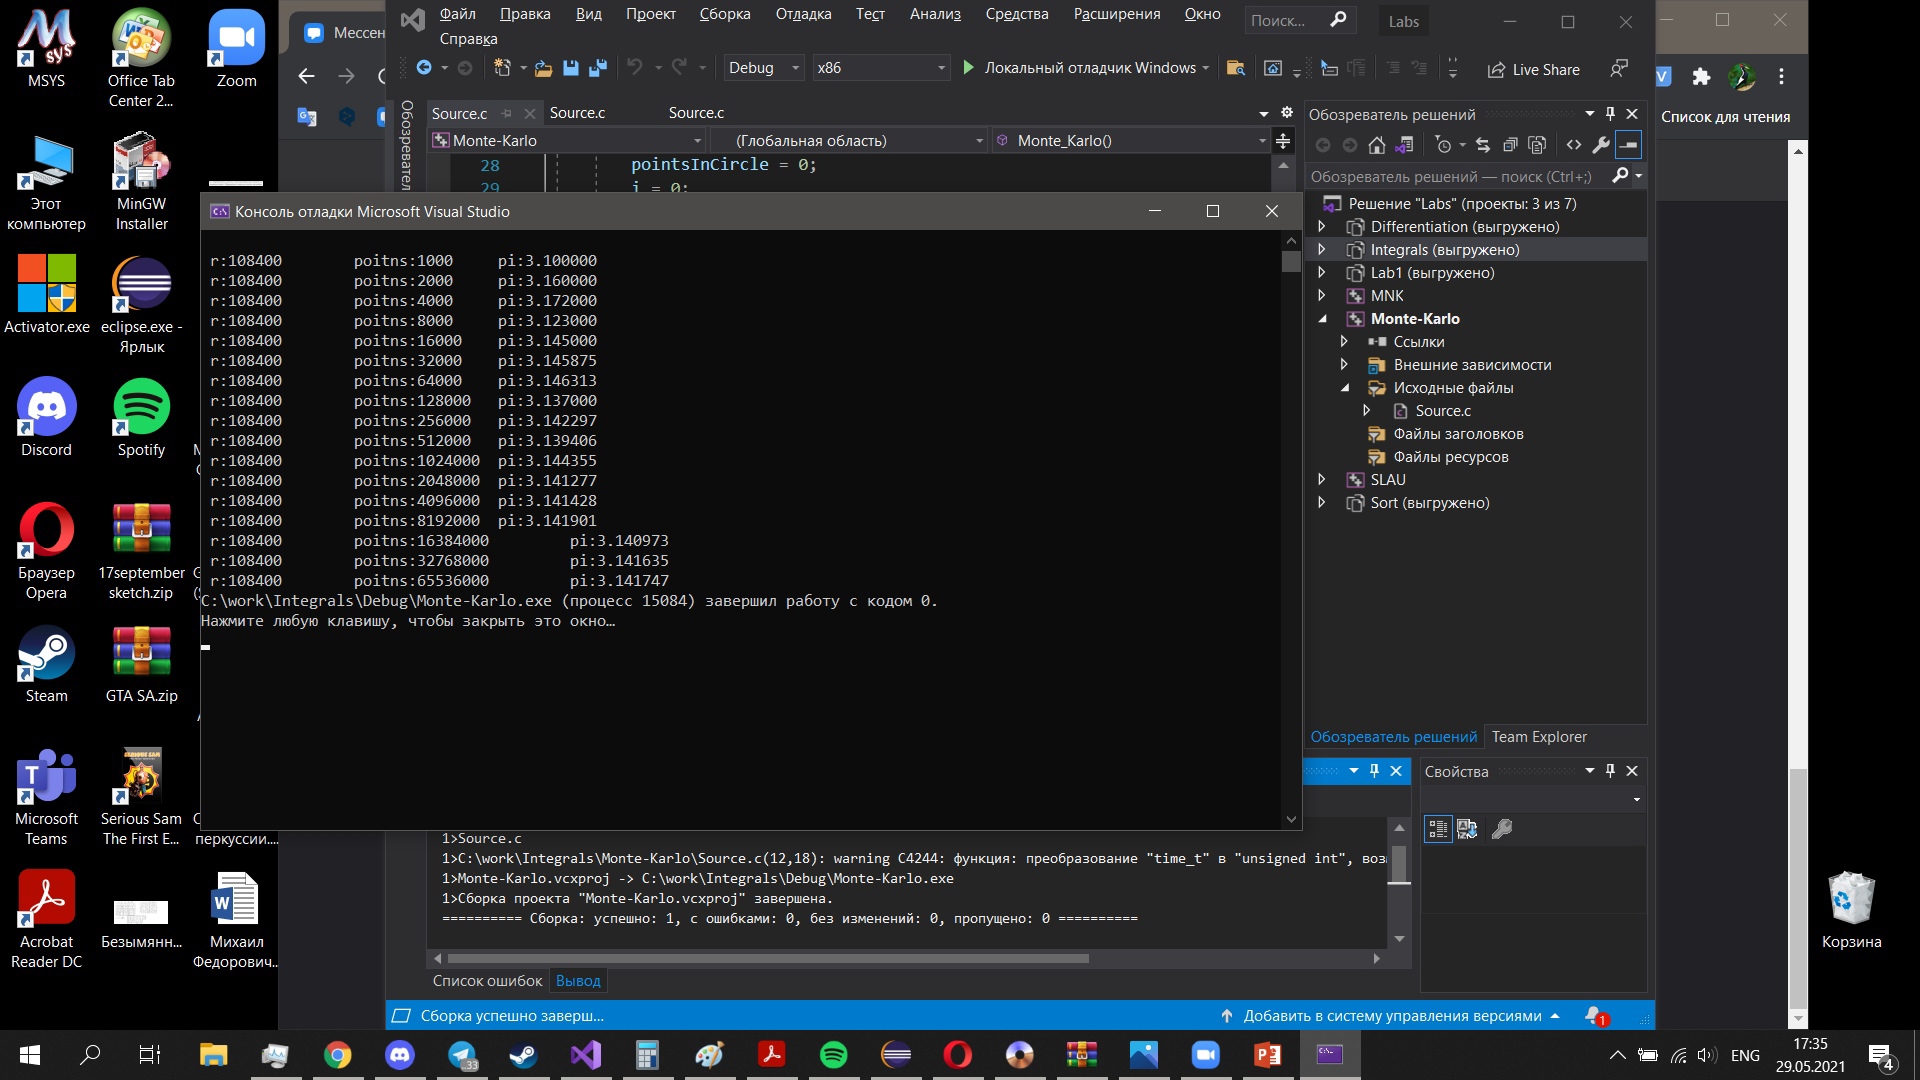 MSYS
Office Tab
Center 2...
Zoom
Этот
компьютер
MinGW
Installer
Activator.exe
eclipse.exe -
Ярлык
Discord
Spotify
Браузер
Opera
17september
sketch.zip
Steam
GTA SA.zip
Microsoft
Teams
Serious Sam
The First E...
перкуссии...
Acrobat
Reader DC
Безымянн...
Михаил
Федорович...
Корзина
Мессен
Список для чтения
Файл Правка Вид Проект Сборка Отладка Тест Анализ Средства Расширения Окно
Справка
Поиск...
Labs
Debug
x86
Локальный отладчик Windows
Live Share
Обозревател
Source.c
Source.c
Source.c
Monte-Karlo
(Глобальная область)
Monte_Karlo()
28
29
pointsInCircle = 0;
i = 0;
Консоль отладки Microsoft Visual Studio
r:108400 poitns:1000 pi:3.100000
r:108400 poitns:2000 pi:3.160000
r:108400 poitns:4000 pi:3.172000
r:108400 poitns:8000 pi:3.123000
r:108400 poitns:16000 pi:3.145000
r:108400 poitns:32000 pi:3.145875
r:108400 poitns:64000 pi:3.146313
r:108400 poitns:128000 pi:3.137000
r:108400 poitns:256000 pi:3.142297
r:108400 poitns:512000 pi:3.139406
r:108400 poitns:1024000 pi:3.144355
r:108400 poitns:2048000 pi:3.141277
r:108400 poitns:4096000 pi:3.141428
r:108400 poitns:8192000 pi:3.141901
r:108400 poitns:16384000 pi:3.140973
r:108400 poitns:32768000 pi:3.141635
r:108400 poitns:65536000 pi:3.141747
C:\work\Integrals\Debug\Monte-Karlo.exe (процесс 15084) завершил работу с кодом 0.
Нажмите любую клавишу, чтобы закрыть это окно…
Обозреватель решений
Обозреватель решений — поиск (Ctrl+;)
Решение "Labs" (проекты: 3 из 7)
Differentiation (выгружено)
Integrals (выгружено)
Lab1 (выгружено)
MNK
Monte-Karlo
Ссылки
Внешние зависимости
Исходные файлы
Source.c
Файлы заголовков
Файлы ресурсов
SLAU
Sort (выгружено)
Обозреватель решений Team Explorer
Свойства
1>Source.c
1>C:\work\Integrals\Monte-Karlo\Source.c(12,18): warning C4244: функция: преобразование "time_t" в "unsigned int", воз
1>Monte-Karlo.vcxproj -> C:\work\Integrals\Debug\Monte-Karlo.exe
1>Сборка проекта "Monte-Karlo.vcxproj" завершена.
========== Сборка: успешно: 1, с ошибками: 0, без изменений: 0, пропущено: 0 ==========
Список ошибок Вывод
Сборка успешно заверш...
Добавить в систему управления версиями
1
33
ENG
17:35
29.05.2021
4